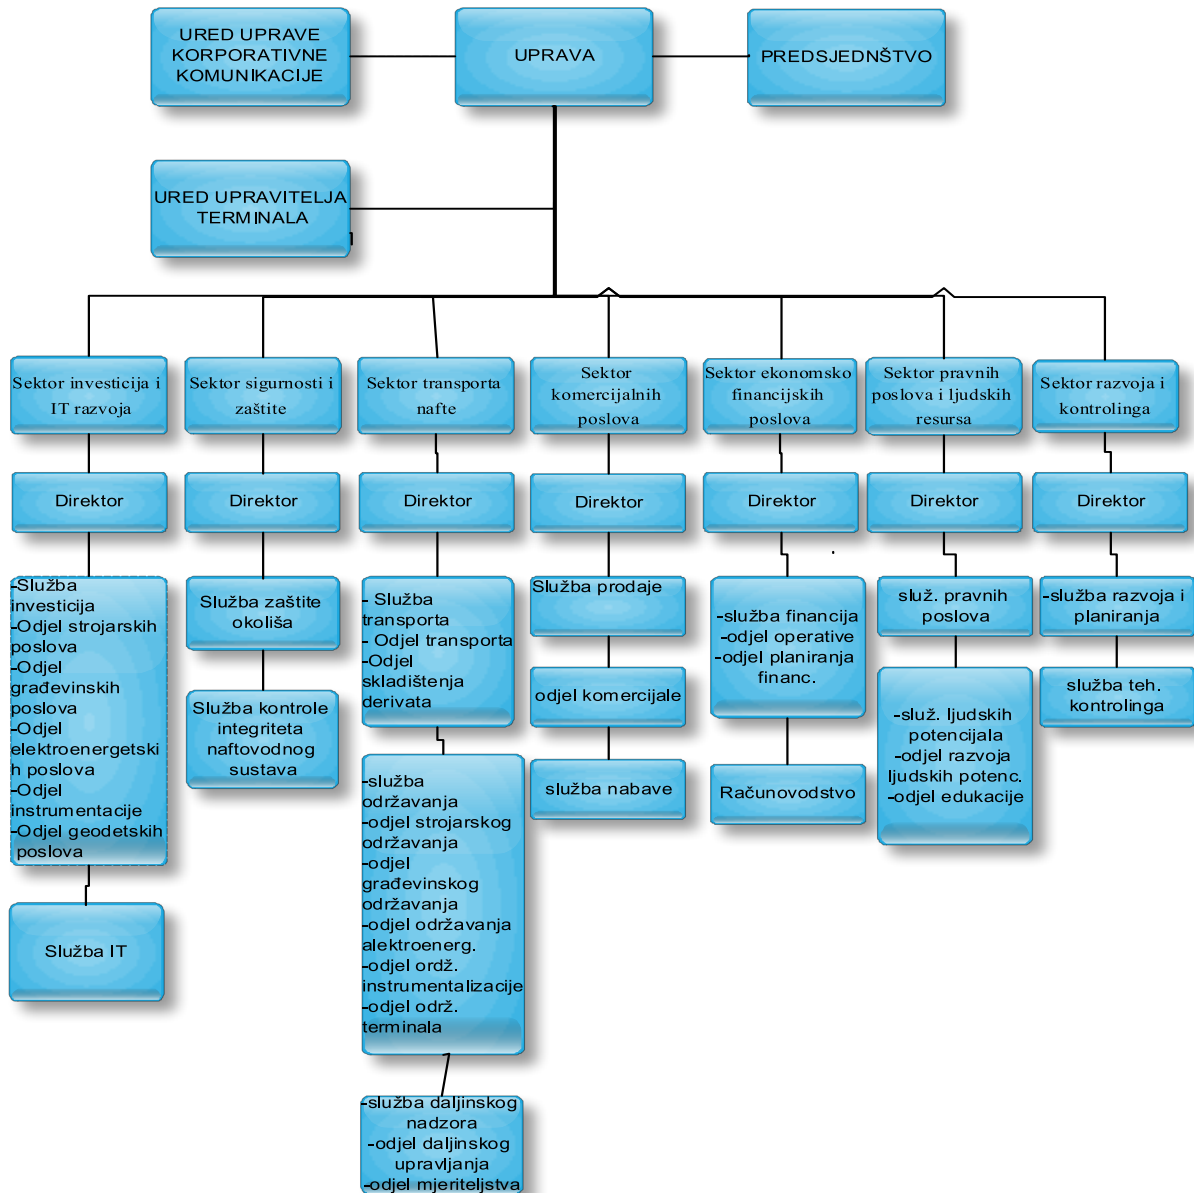 URED UPRAVE
KORPORATIVNE
KOMUNIKACIJE
UPRAVA
PREDSJEDNŠTVO
URED UPRAVITELJA
TERMINALA
Sektor investicija i
IT razvoja
Sektor sigurnosti i
zaštite
Sektor transporta
nafte
Sektor
komercijalnih
poslova
Sektor ekonomsko
financijskih
poslova
Sektor pravnih
poslova i ljudskih
resursa
Sektor razvoja i
kontrolinga
Direktor
Direktor
Direktor
Direktor
Direktor
Direktor
Direktor
-Služba
investicija
-Odjel strojarskih
poslova
-Odjel
građevinskih
poslova
-Odjel
elektroenergetski
h poslova
-Odjel
instrumentacije
-Odjel geodetskih
poslova
Služba IT
Služba zaštite
okoliša
Služba kontrole
integriteta
naftovodnog
sustava
- Služba
transporta
- Odjel transporta
-Odjel
skladištenja
derivata
-služba
održavanja
-odjel strojarskog
održavanja
-odjel
građevinskog
održavanja
-odjel održavanja
alektroenerg.
-odjel ordž.
instrumentalizacije
-odjel održ.
terminala
-služba daljinskog
nadzora
-odjel daljinskog
upravljanja
-odjel mjeriteljstva
Služba prodaje
odjel komercijale
služba nabave
-služba financija
-odjel operative
-odjel planiranja
financ.
Računovodstvo
služ. pravnih
poslova
-služ. ljudskih
potencijala
-odjel razvoja
ljudskih potenc.
-odjel edukacije
-služba razvoja i
planiranja
služba teh.
kontrolinga